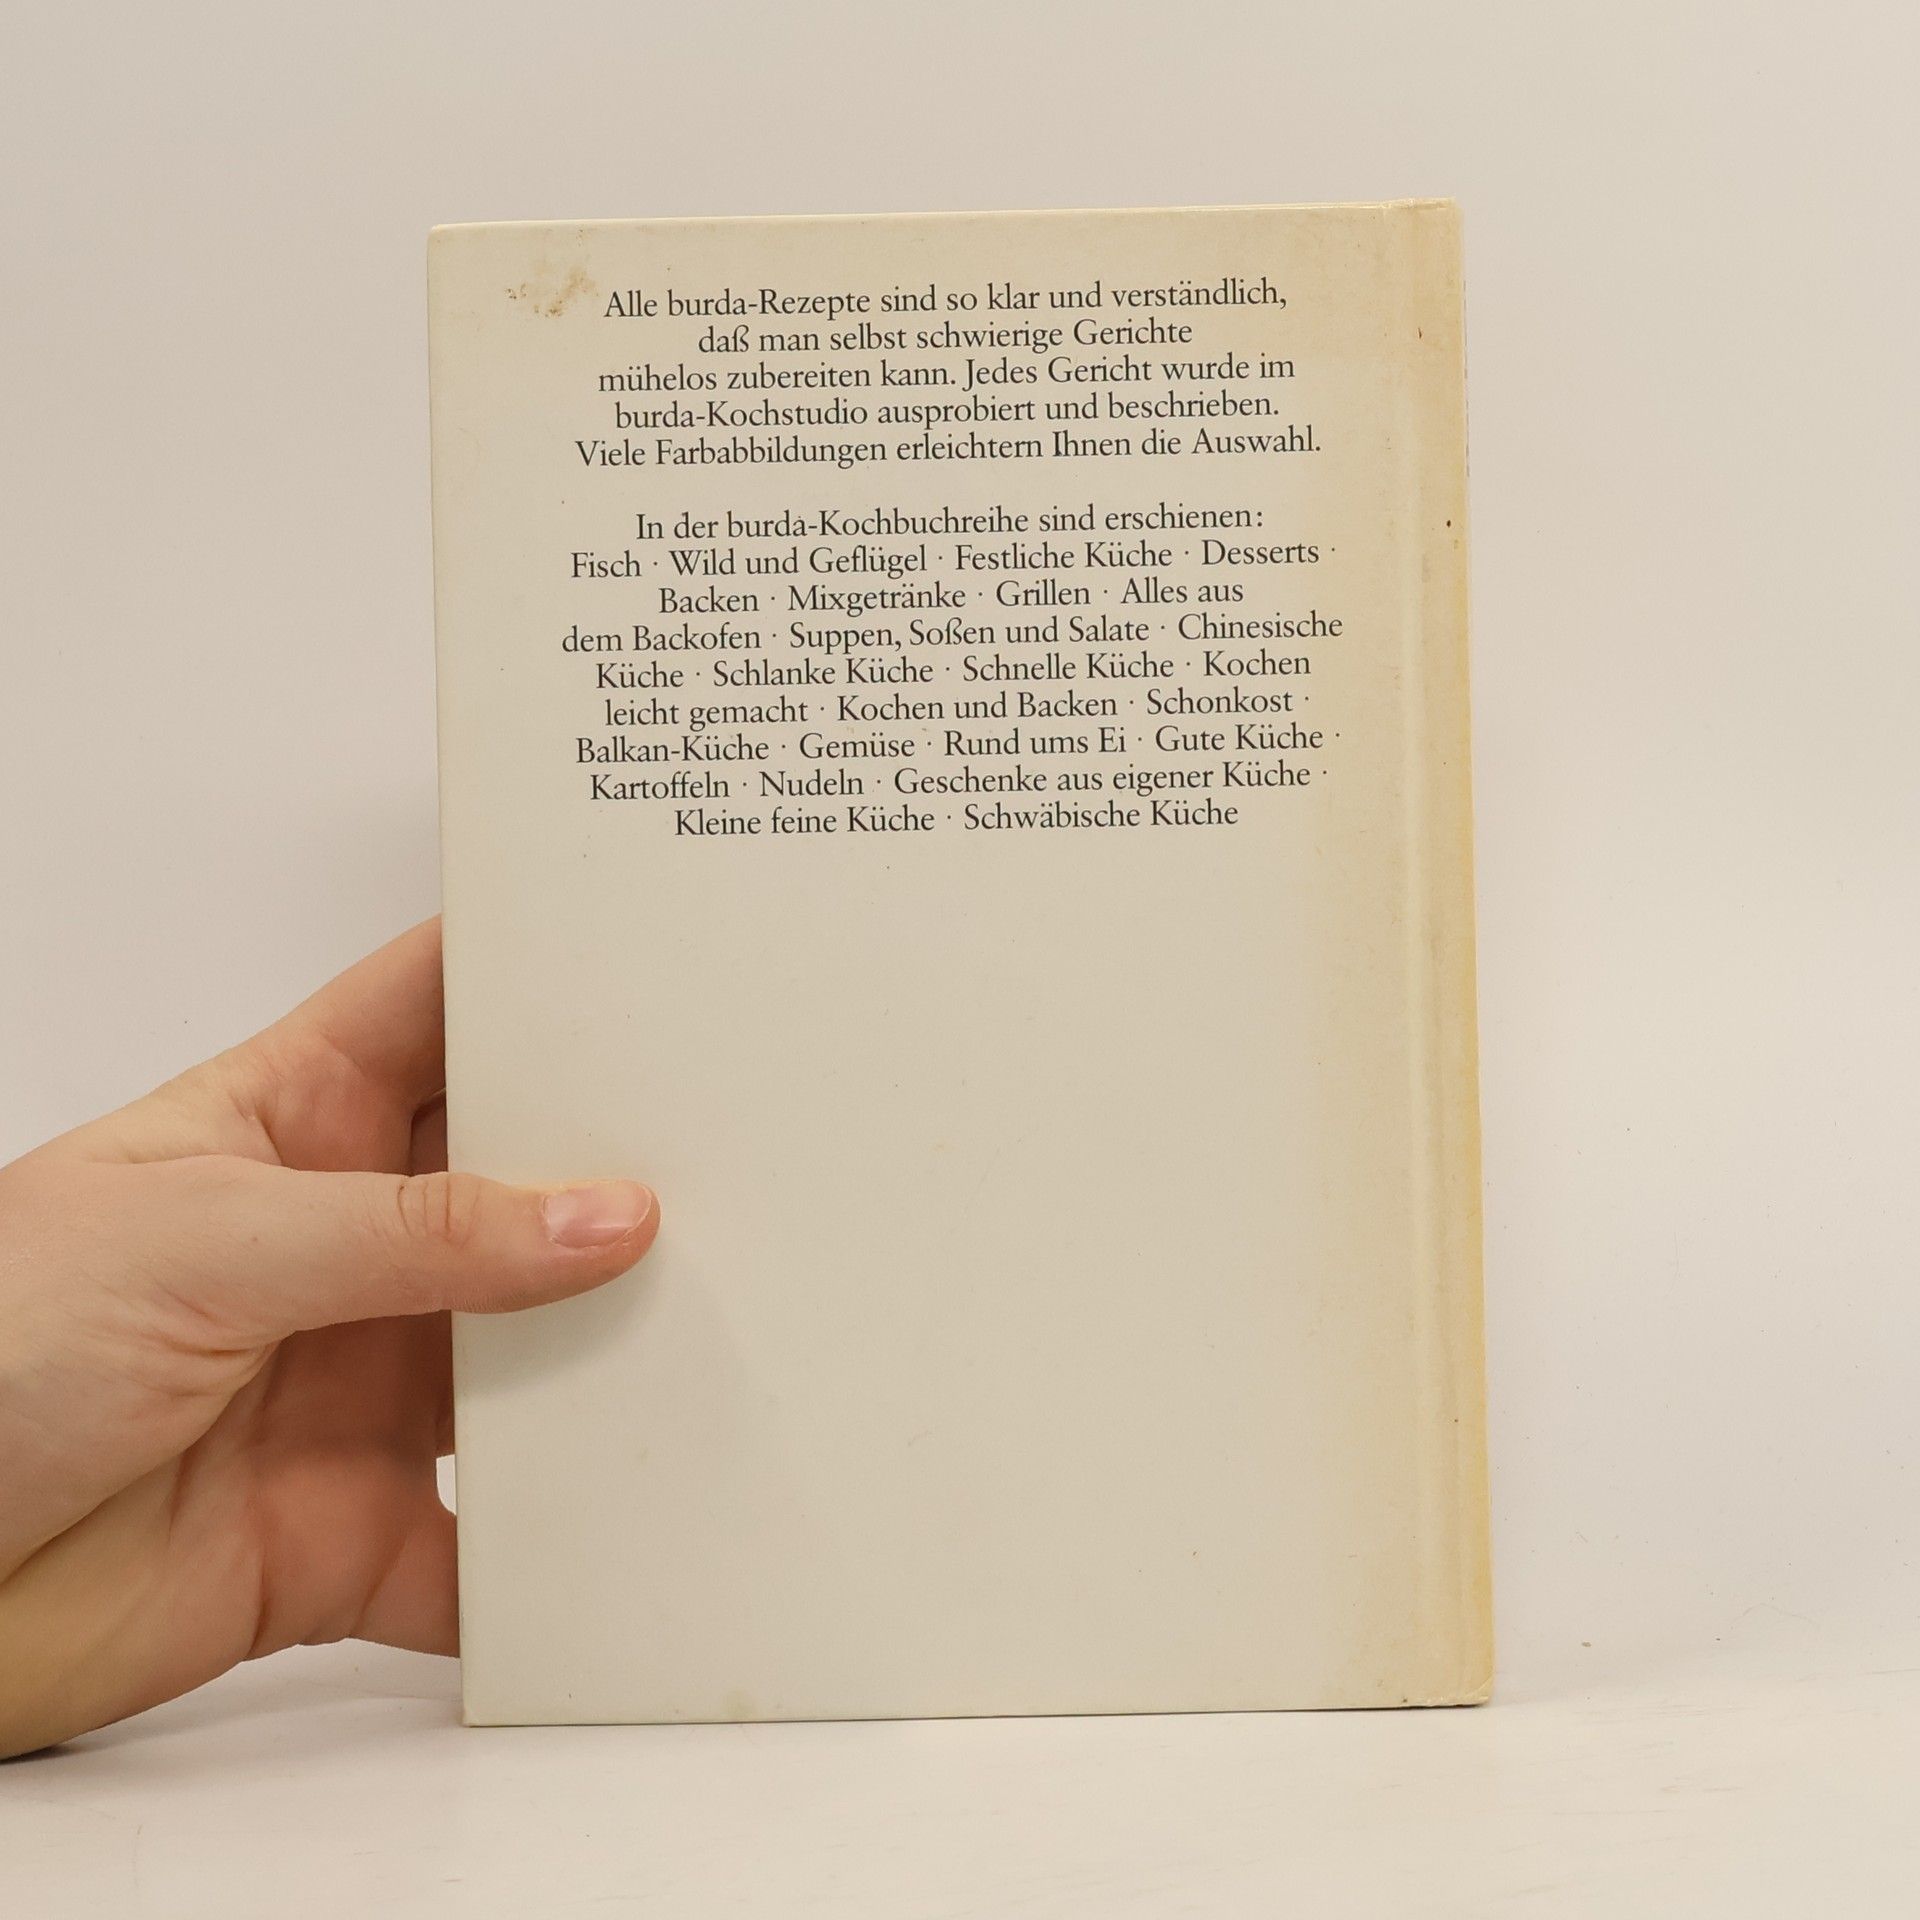 Alle burda-Rezepte sind so klar und verständlich,
daß man selbst schwierige Gerichte
mühelos zubereiten kann. Jedes Gericht wurde im
burda-Kochstudio ausprobiert und beschrieben.
Viele Farbabbildungen erleichtern Ihnen die Auswahl.
In der burda-Kochbuchreihe sind erschienen:
Fisch · Wild und Geflügel · Festliche Küche · Desserts ·
Backen · Mixgetränke · Grillen · Alles aus
dem Backofen · Suppen, Soßen und Salate · Chinesische
Küche · Schlanke Küche · Schnelle Küche · Kochen
leicht gemacht · Kochen und Backen · Schonkost ·
Balkan-Küche · Gemüse · Rund ums Ei · Gute Küche ·
Kartoffeln · Nudeln · Geschenke aus eigener Küche ·
Kleine feine Küche · Schwäbische Küche